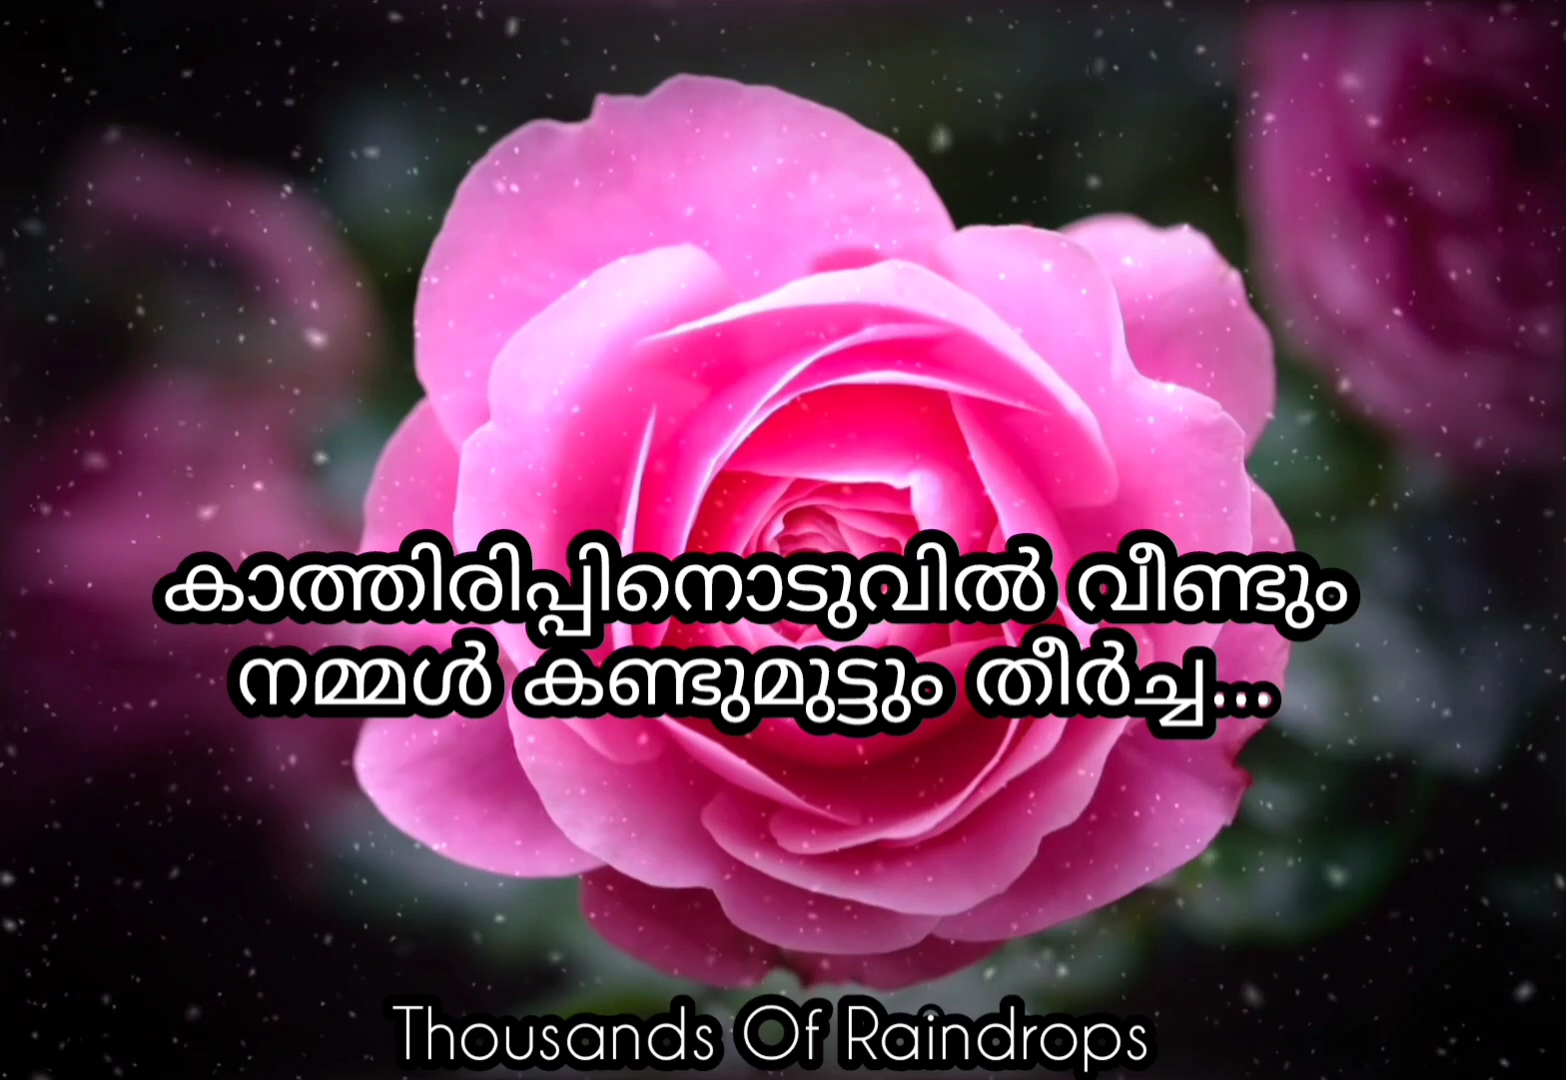 കാത്തിരിപ്പിനൊടുവിൽ വീണ്ടും
നമ്മൾ കണ്ടുമുട്ടും തീർച്ച...
Thousands Of Raindrops